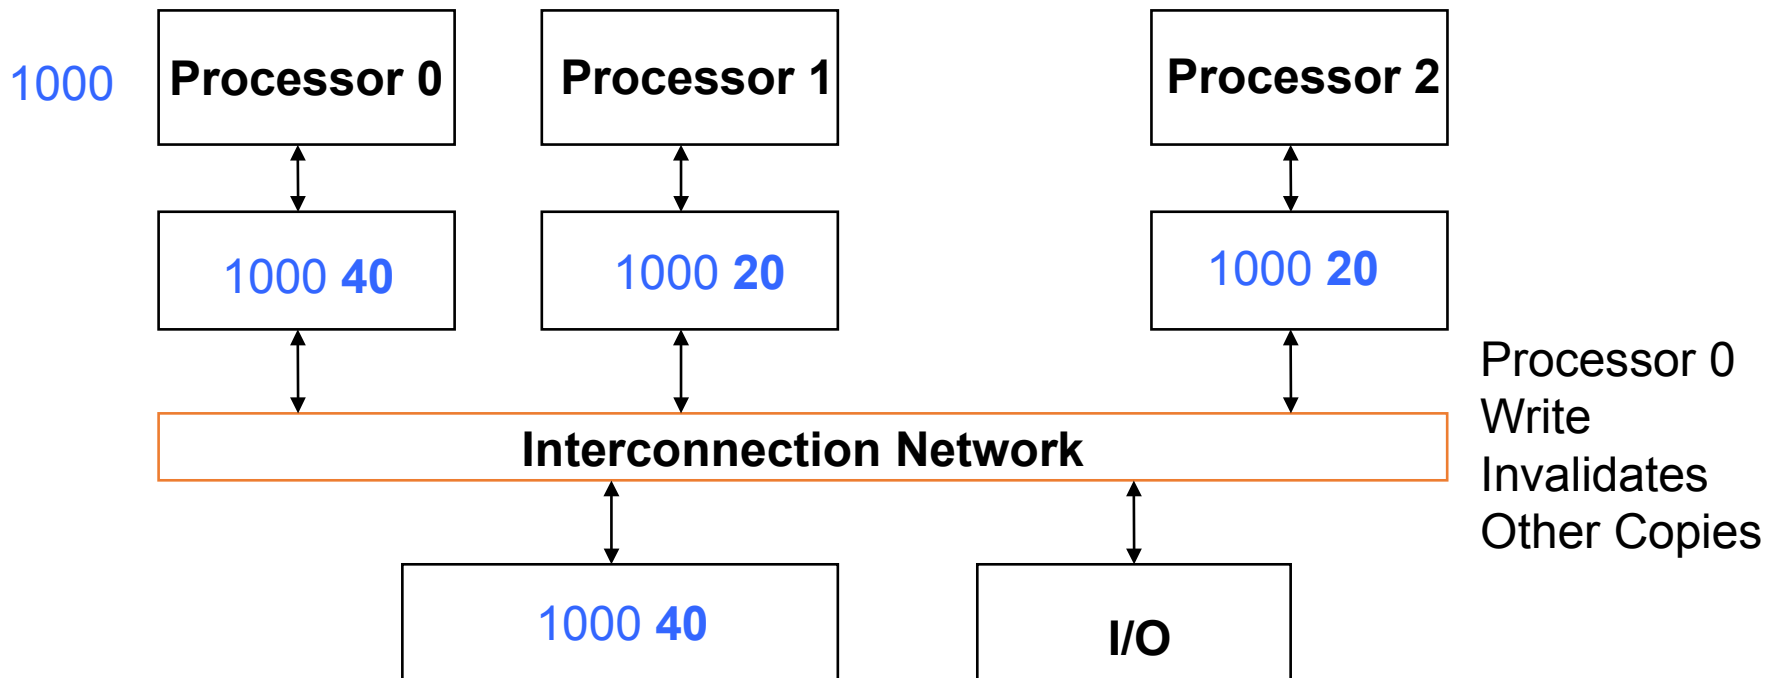 1000
Processor 0
Processor 1
Processor 2
1000 40
1000 20
1000 20
Processor 0
Write
Invalidates
Other Copies
Interconnection Network
1000 40
I/O